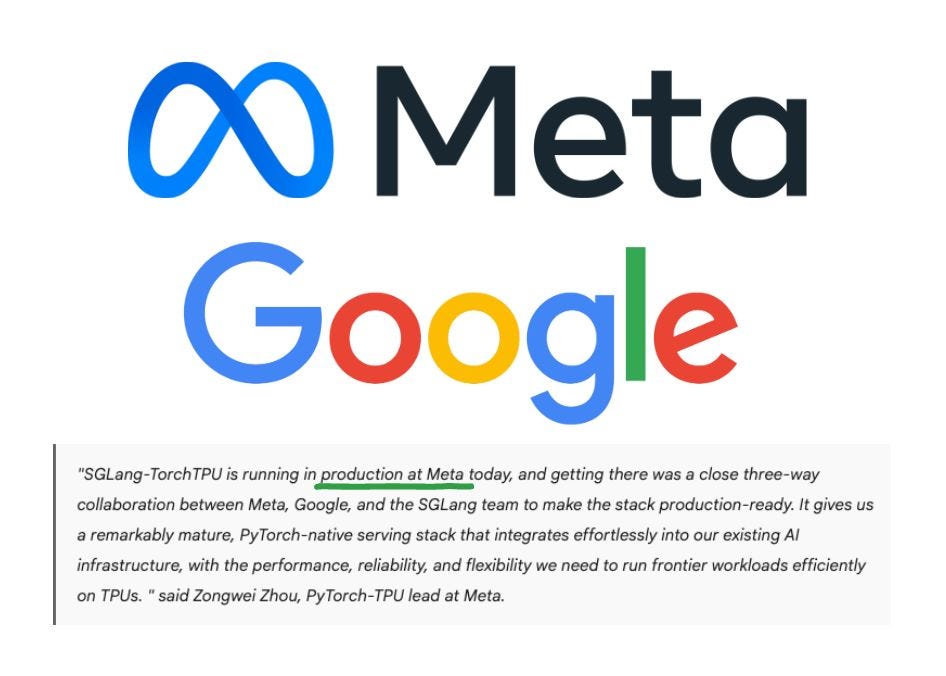 Meta
Google
"SGLang-TorchTPU is running in production at Meta today, and getting there was a close three-way
collaboration between Meta, Google, and the SGLang team to make the stack production-ready. It gives us
a remarkably mature, PyTorch-native serving stack that integrates effortlessly into our existing AI
infrastructure, with the performance, reliability, and flexibility we need to run frontier workloads efficiently
on TPUs. " said Zongwei Zhou, PyTorch-TPU lead at Meta.